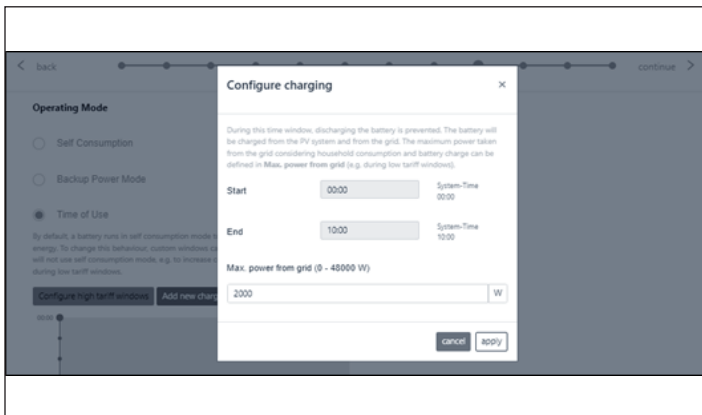 back
continue
Operating Mode
Self Consumption
Backup Power Mode
Time of Use
By default, a battery runs in self consumption mode
energy. To change this behaviour, custom windows
will not use self consumption mode, e.g. to increase
during low tariff windows.
Configure high tariff windows
Add new
00:00
Configure charging
×
During this time window, discharging the battery is prevented. The battery will
be charged from the PV system and from the grid. The maximum power taken
from the grid considering household consumption and battery charge can be
defined in Max. power from grid (e.g. during low tariff windows).
Start
00:00
System-Time
00:00
End
10:00
System-Time
10:00
Max. power from grid (0 - 48000 W)
2000
W
cancel
apply